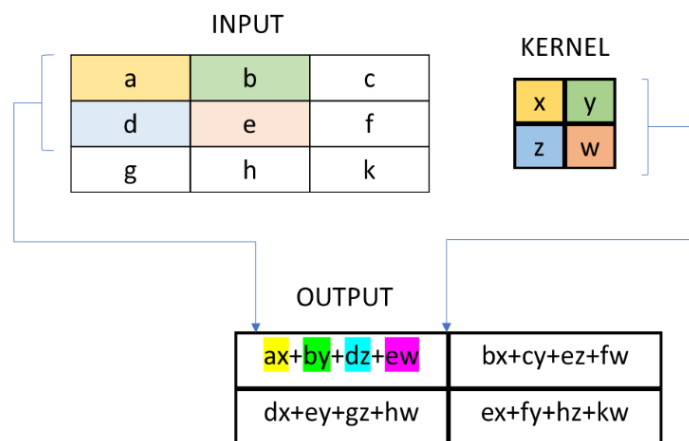 INPUT
KERNEL
a b c
d e f
g h k
x y
z w
OUTPUT
ax+by+dz+ew bx+cy+ez+fw
dx+ey+gz+hw ex+fy+hz+kw